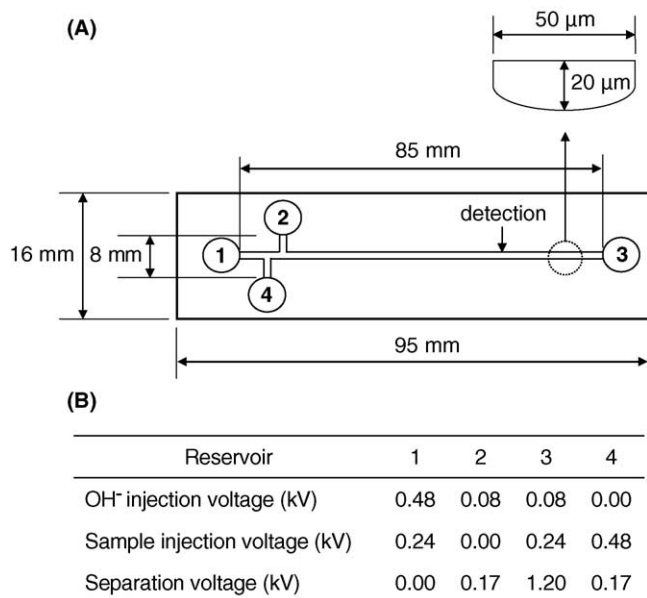 (A)
50 µm
20 µm
85 mm
2
detection
16 mm
8 mm
1
3
4
95 mm
(B)
Reservoir 1 2 3 4
OH⁻ injection voltage (kV) 0.48 0.08 0.08 0.00
Sample injection voltage (kV) 0.24 0.00 0.24 0.48
Separation voltage (kV) 0.00 0.17 1.20 0.17